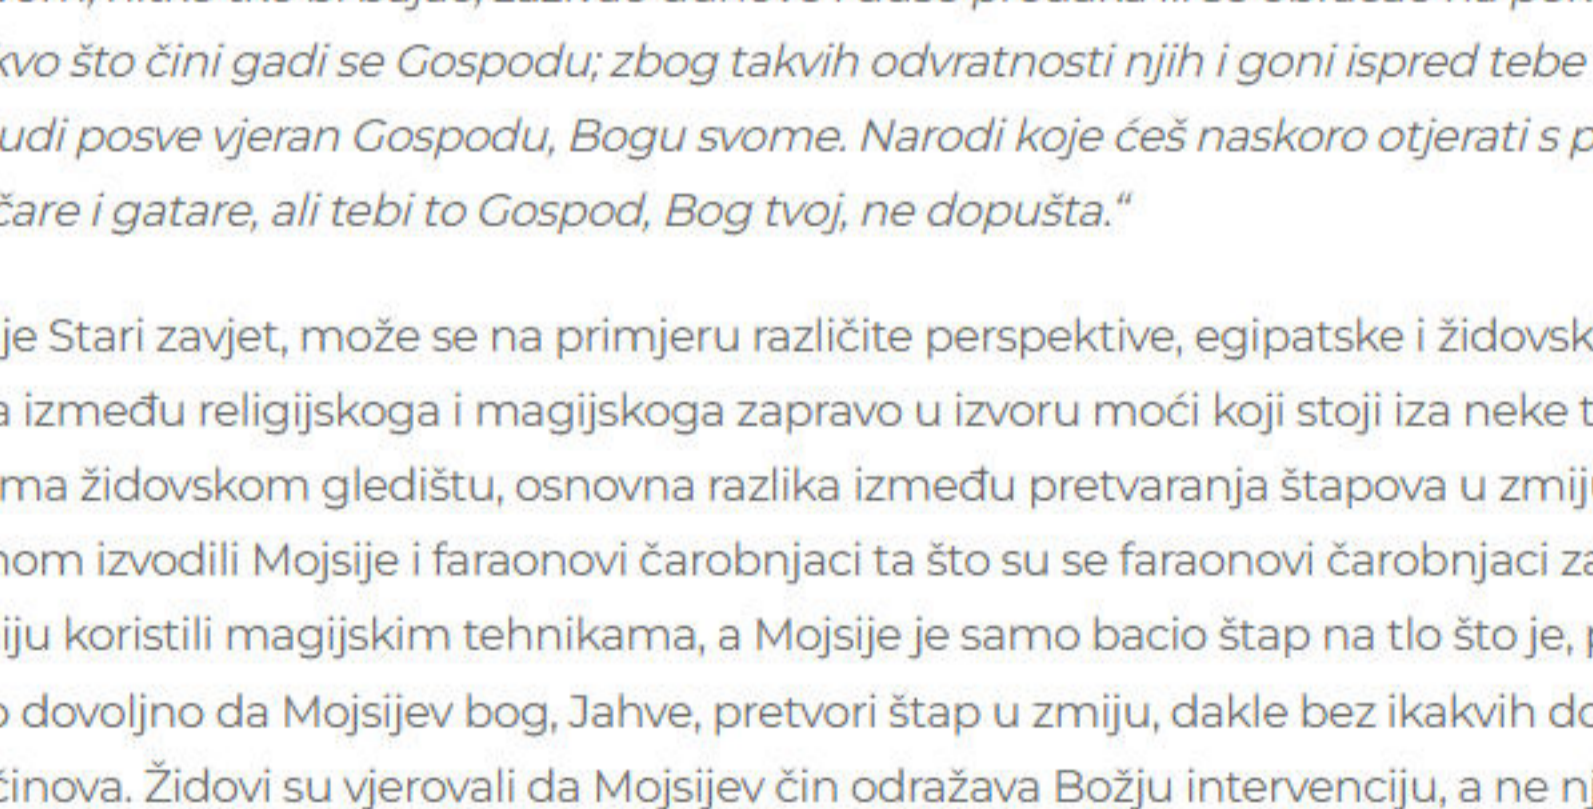 kvo što čini gadi se Gospodu; zbog takvih odvratnosti njih i goni ispred tebe
udi posve vjeran Gospodu, Bogu svome. Narodi koje ćeš naskoro otjerati s p
čare i gatare, ali tebi to Gospod, Bog tvoj, ne dopušta.“
je Stari zavjet, može se na primjeru različite perspektive, egipatske i židovsk
a između religijskoga i magijskoga zapravo u izvoru moći koji stoji iza neke t
ma židovskom gledištu, osnovna razlika između pretvaranja štapova u zmiju
nom izvodili Mojsije i faraonovi čarobnjaci ta što su se faraonovi čarobnjaci za
iju koristili magijskim tehnikama, a Mojsije je samo bacio štap na tlo što je, p
o dovoljno da Mojsijev bog, Jahve, pretvori štap u zmiju, dakle bez ikakvih do
činova. Židovi su vjerovali da Mojsijev čin odražava Božju intervenciju, a ne ni